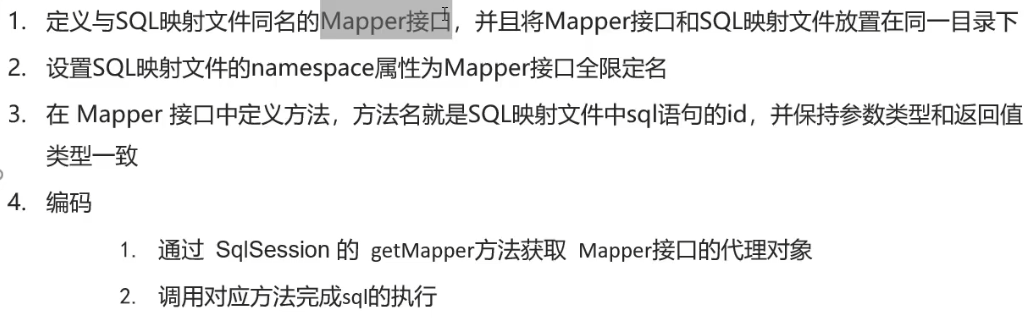 1. 定义与SQL映射文件同名的Mapper接口，并且将Mapper接口和SQL映射文件放置在同一目录下
2. 设置SQL映射文件的namespace属性为Mapper接口全限定名
3. 在 Mapper 接口中定义方法，方法名就是SQL映射文件中sql语句的id，并保持参数类型和返回值
类型一致
4. 编码
1. 通过 SqlSession 的 getMapper方法获取 Mapper接口的代理对象
2. 调用对应方法完成sql的执行